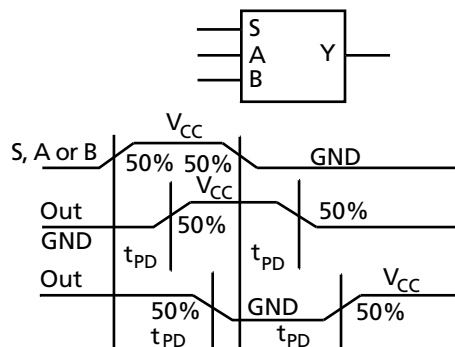 S
A Y
B
V_CC
S, A or B 50% 50% GND
V_CC
Out 50% 50%
GND t_PD t_PD
Out V_CC
50% GND 50%
t_PD t_PD